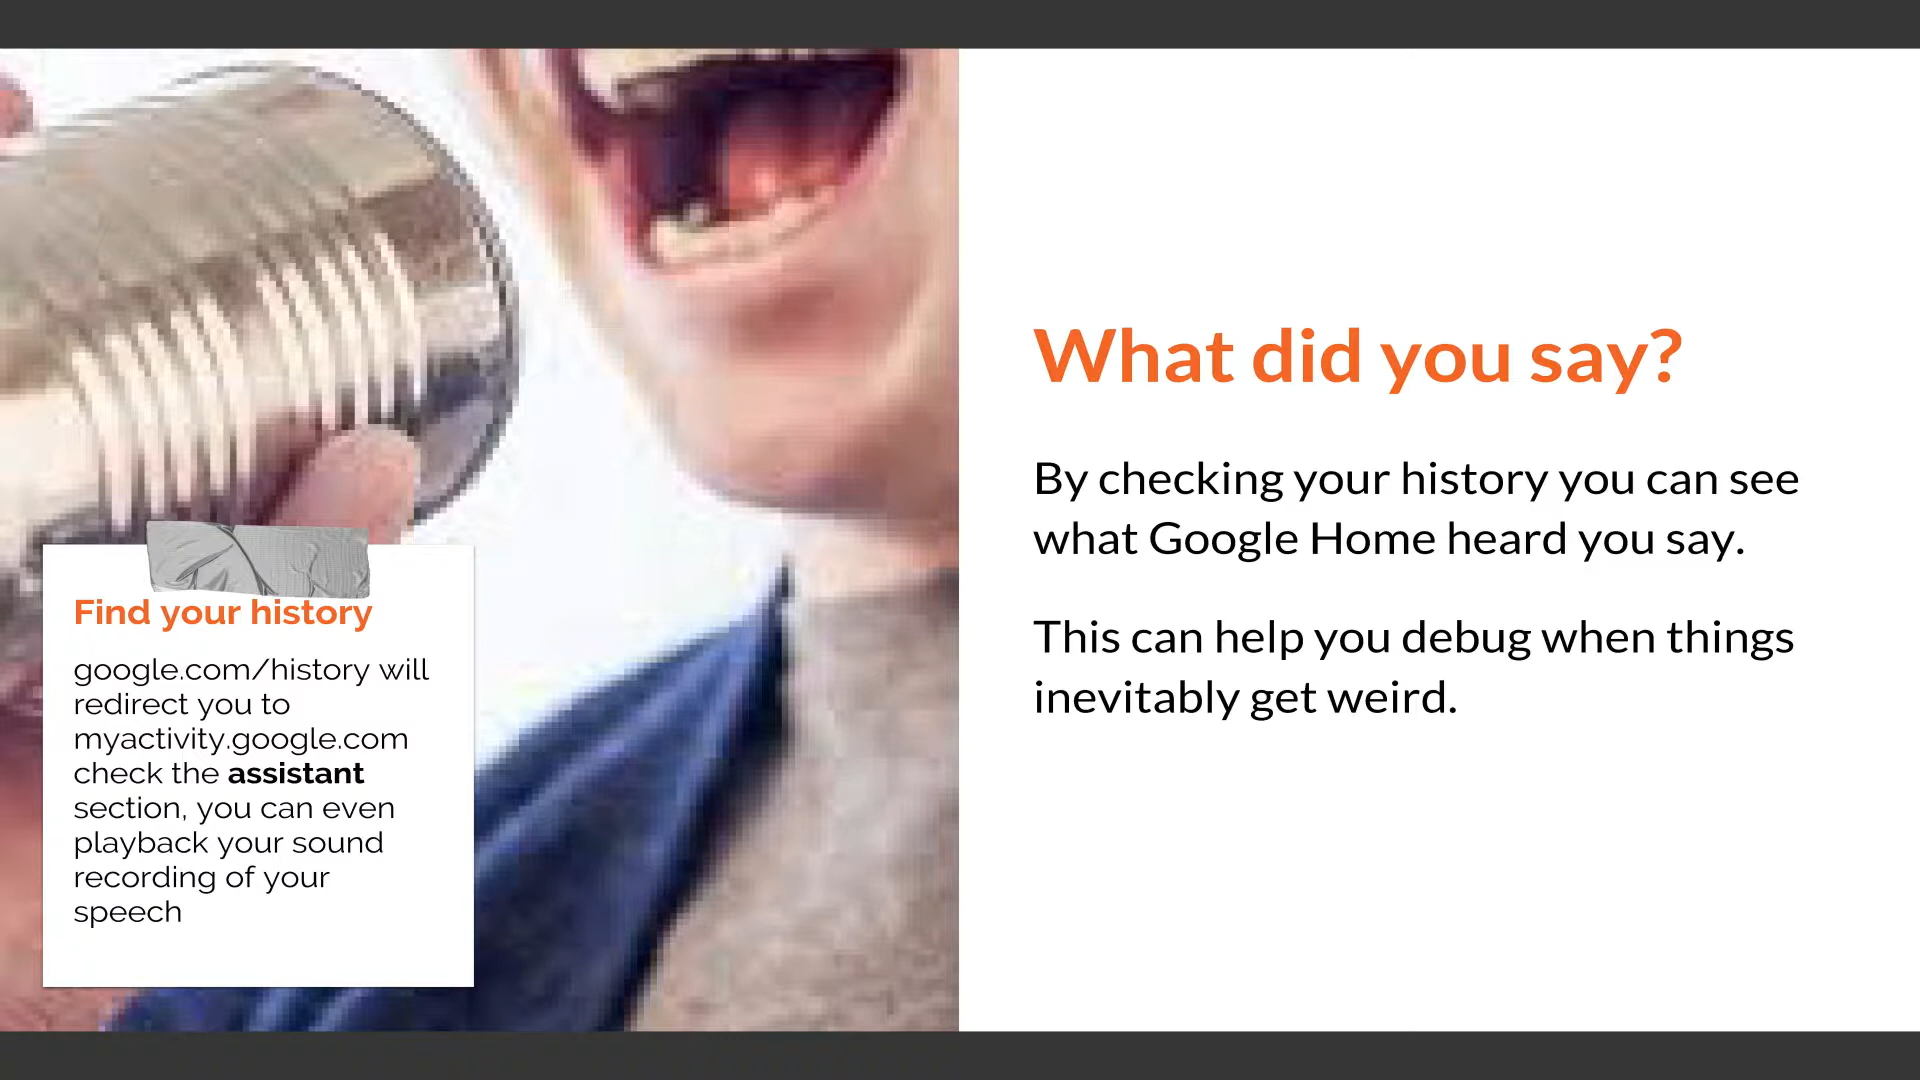 What did you say?
By checking your history you can see
what Google Home heard you say.
This can help you debug when things
inevitably get weird.
Find your history
google.com/history will
redirect you to
myactivity.google.com
check the assistant
section, you can even
playback your sound
recording of your
speech